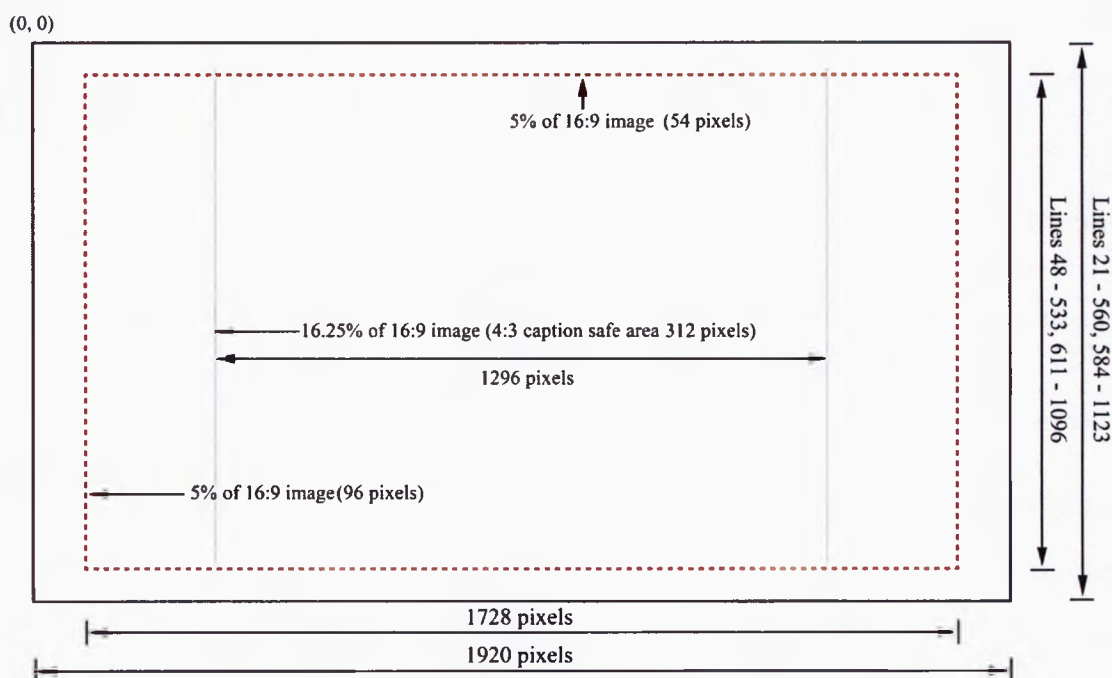 (0, 0)
5% of 16:9 image (54 pixels)
16.25% of 16:9 image (4:3 caption safe area 312 pixels)
1296 pixels
5% of 16:9 image(96 pixels)
1728 pixels
1920 pixels
Lines 48 - 533, 611 - 1096
Lines 21 - 560, 584 - 1123